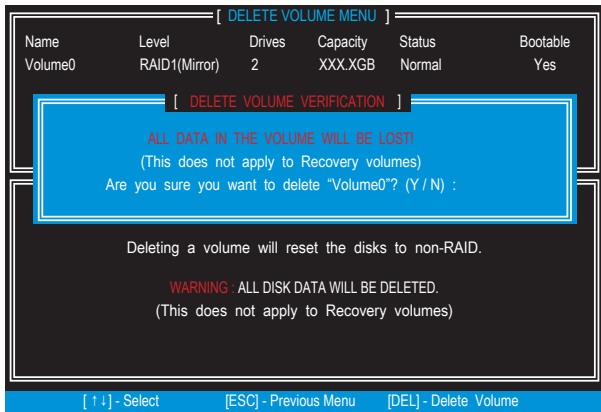 [ DELETE VOLUME MENU ]
Name Level Drives Capacity Status Bootable
Volume0 RAID1(Mirror) 2 XXX.XGB Normal Yes
[ DELETE VOLUME VERIFICATION ]
ALL DATA IN THE VOLUME WILL BE LOST!
(This does not apply to Recovery volumes)
Are you sure you want to delete “Volume0”? (Y / N) :
Deleting a volume will reset the disks to non-RAID.
WARNING : ALL DISK DATA WILL BE DELETED.
(This does not apply to Recovery volumes)
[ ↑↓] - Select [ESC] - Previous Menu [DEL] - Delete Volume